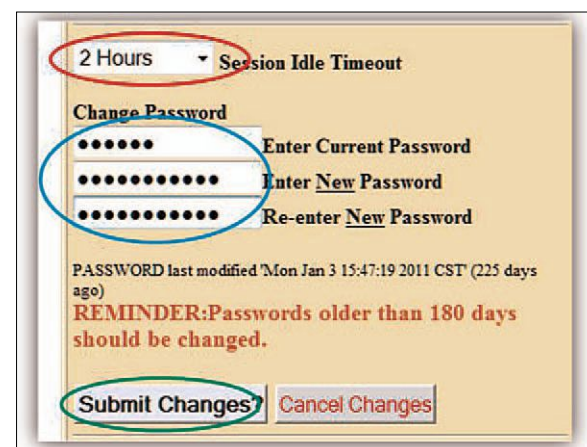 2 Hours Session Idle Timeout
Change Password
●●●●●● Enter Current Password
●●●●●●●●●●● Enter New Password
●●●●●●●●●●● Re-enter New Password
PASSWORD last modified 'Mon Jan 3 15:47:19 2011 CST' (225 days
ago)
REMINDER:Passwords older than 180 days
should be changed.
Submit Changes? Cancel Changes